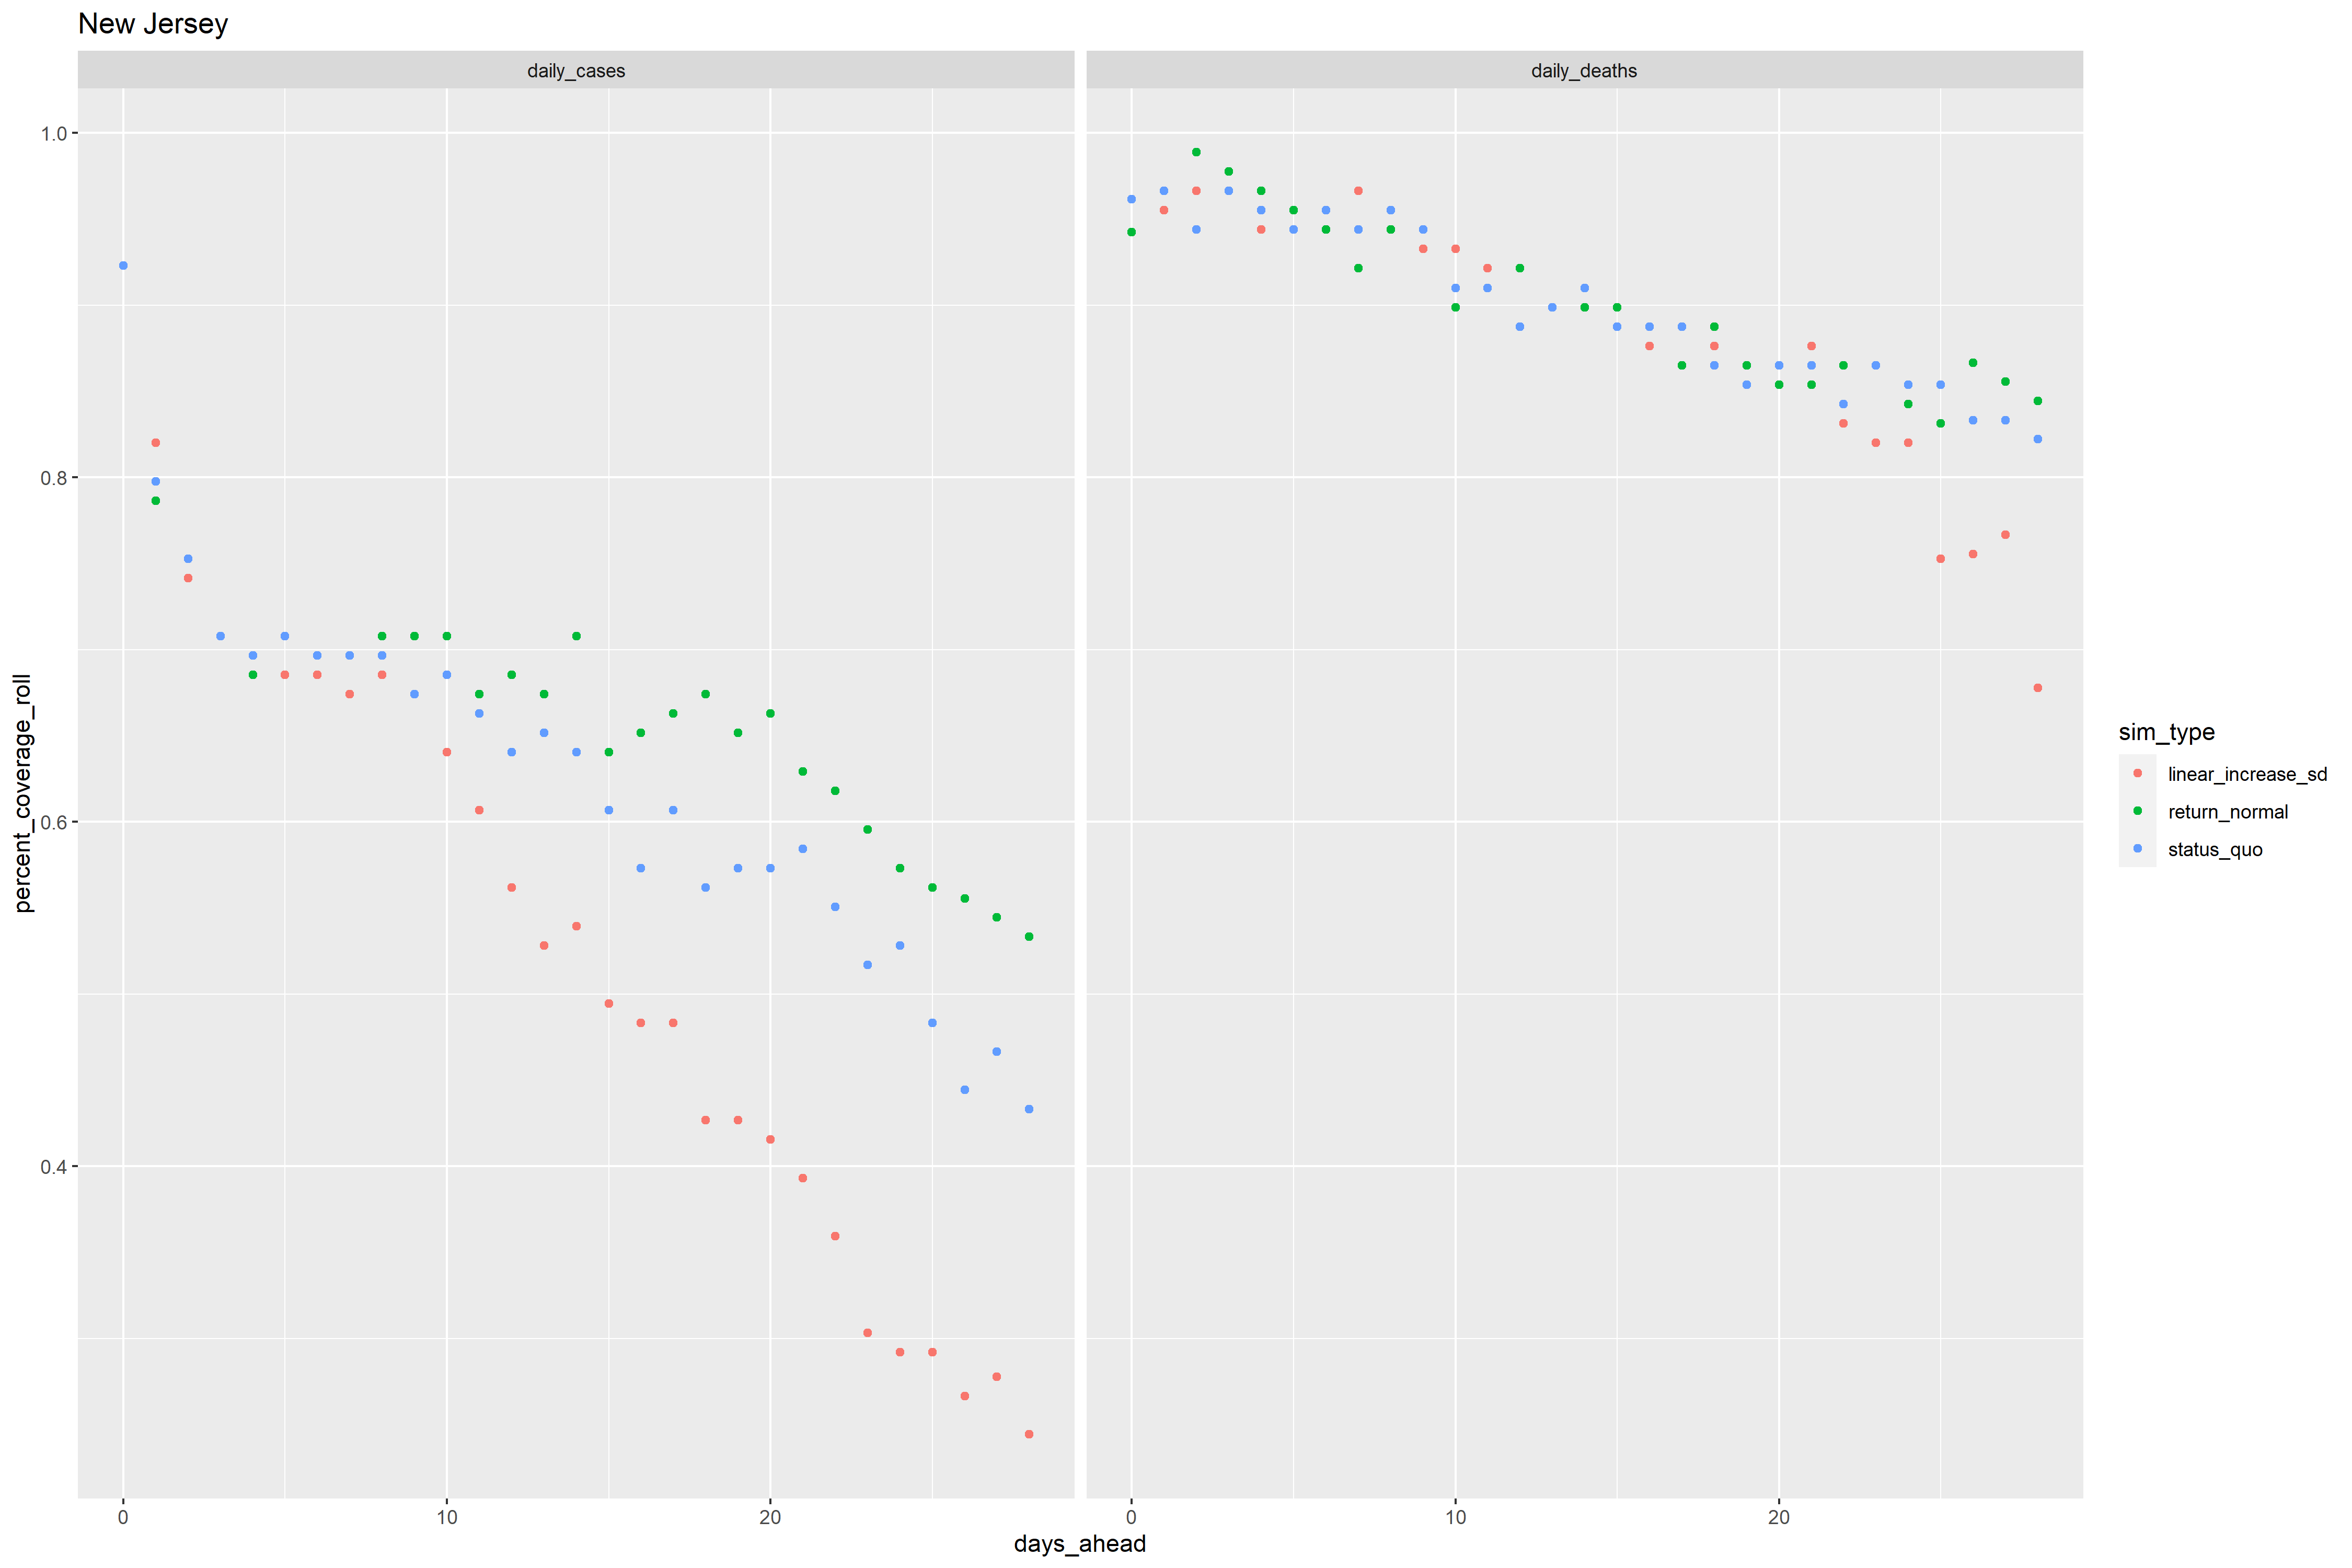 New Jersey
daily_cases
daily_deaths
1.0
0.8
0.6
0.4
percent_coverage_roll
0
10
20
0
10
20
days_ahead
sim_type
linear_increase_sd
return_normal
status_quo